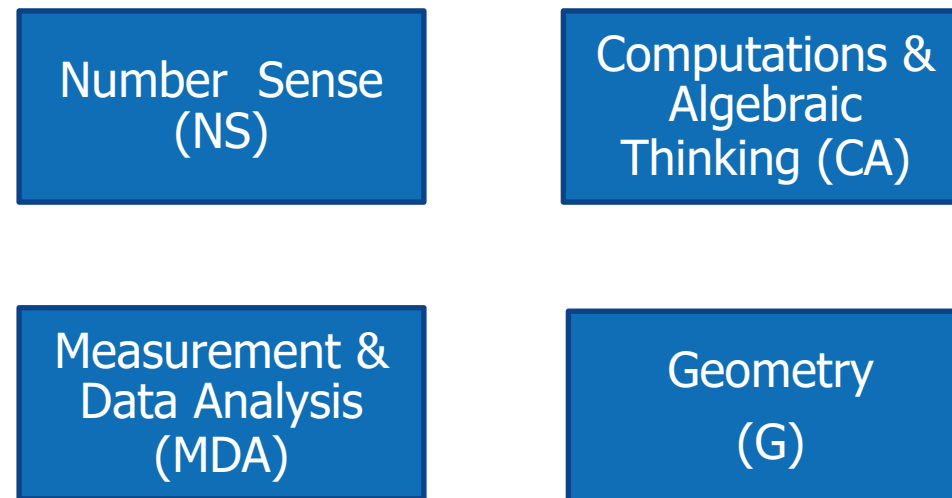 Number Sense
(NS)
Computations &
Algebraic
Thinking (CA)
Measurement &
Data Analysis
(MDA)
Geometry
(G)